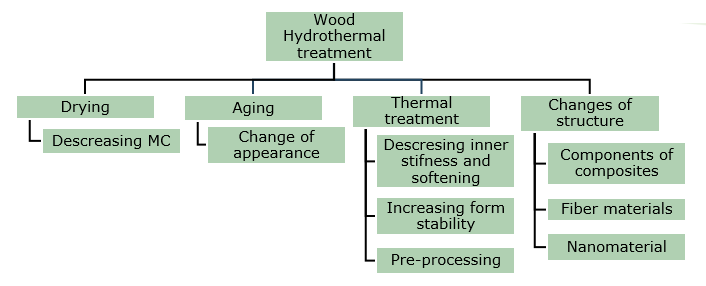 Wood
Hydrothermal
treatment
Drying
Descreasing MC
Aging
Change of
appearance
Thermal
treatment
Descresing inner
stifness and
softening
Increasing form
stability
Pre-processing
Changes of
structure
Components of
composites
Fiber materials
Nanomaterial